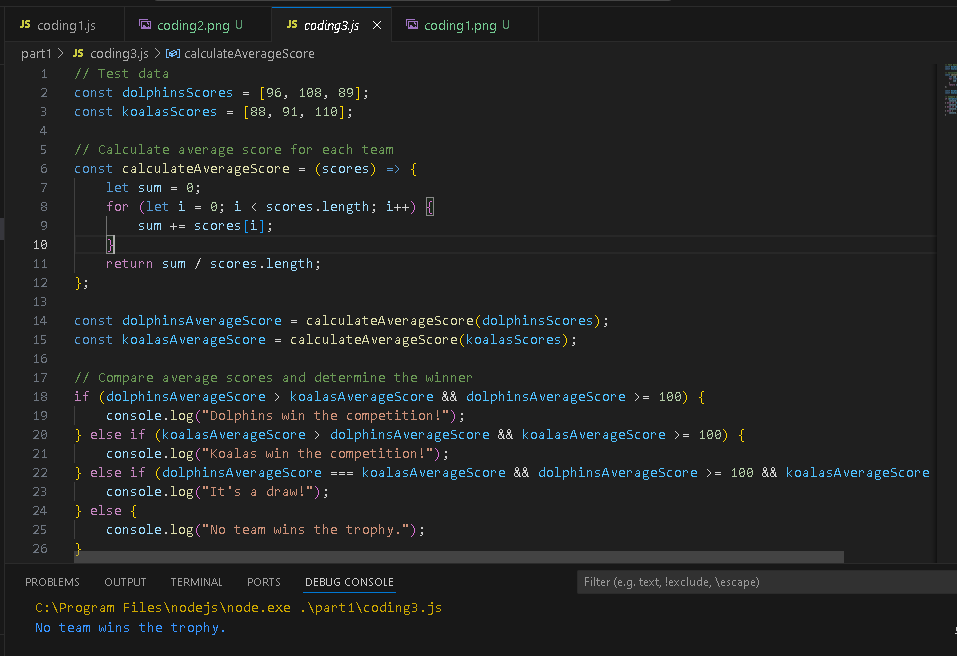 JS coding1.js
coding2.png U
JS coding3.js
coding1.png U
part1 > JS coding3.js > calculateAverageScore
1 // Test data
2 const dolphinsScores = [96, 108, 89];
3 const koalasScores = [88, 91, 110];
4
5 // Calculate average score for each team
6 const calculateAverageScore = (scores) => {
7 let sum = 0;
8 for (let i = 0; i < scores.length; i++) {
9 sum += scores[i];
10 }
11 return sum / scores.length;
12 };
13
14 const dolphinsAverageScore = calculateAverageScore(dolphinsScores);
15 const koalasAverageScore = calculateAverageScore(koalasScores);
16
17 // Compare average scores and determine the winner
18 if (dolphinsAverageScore > koalasAverageScore && dolphinsAverageScore >= 100) {
19 console.log("Dolphins win the competition!");
20 } else if (koalasAverageScore > dolphinsAverageScore && koalasAverageScore >= 100) {
21 console.log("Koalas win the competition!");
22 } else if (dolphinsAverageScore === koalasAverageScore && dolphinsAverageScore >= 100 && koalasAverageScore
23 console.log("It's a draw!");
24 } else {
25 console.log("No team wins the trophy.");
26 }
PROBLEMS OUTPUT TERMINAL PORTS DEBUG CONSOLE
Filter (e.g. text, !exclude, \escape)
C:\Program Files\nodejs\node.exe .\part1\coding3.js
No team wins the trophy.